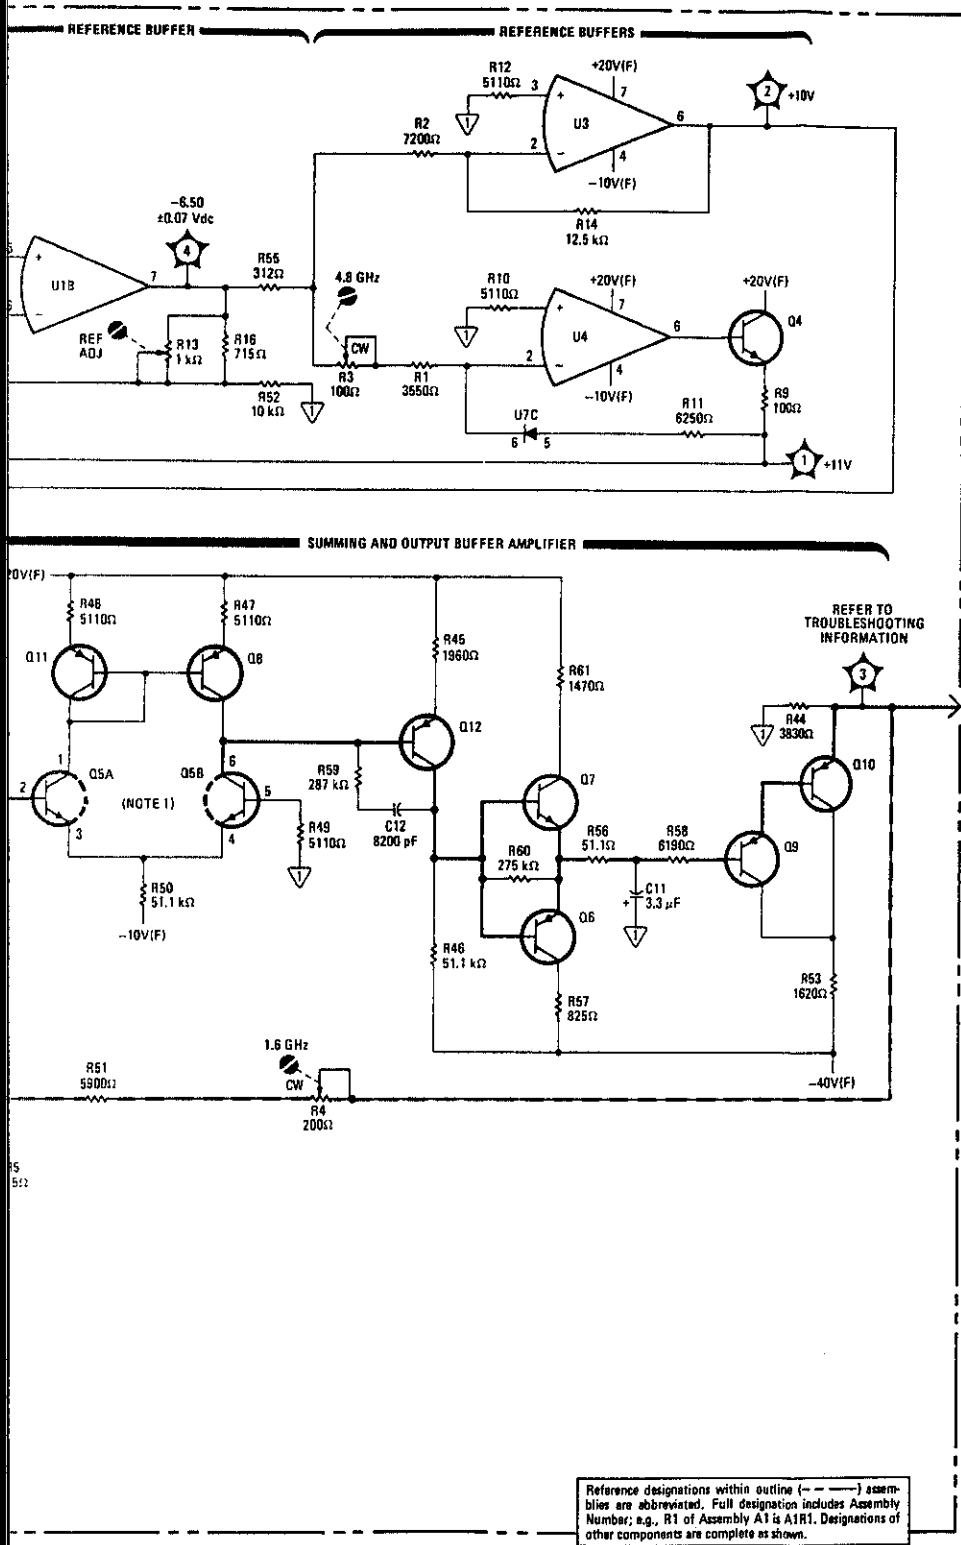 REFERENCE BUFFER
REFERENCE BUFFERS
R12
5110Ω
+20V(F)
3
7
+
U3
6
2
+10V
1
R2
7200Ω
2
−
4
−10V(F)
R14
12.5 kΩ
−6.50
±0.07 Vdc
4
+
U1B
−
7
R55
312Ω
4.8 GHz
R10
5110Ω
+20V(F)
7
+20V(F)
+
U4
6
Q4
1
REF
ADJ
R13
1 kΩ
R16
715Ω
CW
R3
100Ω
R1
3550Ω
2
−
4
−10V(F)
R52
10 kΩ
1
U7C
6
5
R11
6250Ω
R9
100Ω
1
+11V
SUMMING AND OUTPUT BUFFER AMPLIFIER
20V(F)
R48
5110Ω
R47
5110Ω
R45
1960Ω
R61
1470Ω
REFER TO
TROUBLESHOOTING
INFORMATION
3
Q11
Q8
Q12
R44
3830Ω
1
Q10
1
6
2
Q5A
(NOTE 1)
Q5B
5
3
4
R59
287 kΩ
C12
8200 pF
R49
5110Ω
1
Q7
R60
275 kΩ
R56
51.1Ω
R58
6190Ω
Q9
R50
51.1 kΩ
−10V(F)
Q6
+
C11
3.3 μF
1
R46
51.1 kΩ
R57
825Ω
R53
1620Ω
−40V(F)
1.6 GHz
CW
R51
5900Ω
R4
200Ω
Reference designations within outline (— — ——) assem-
blies are abbreviated. Full designation includes Assembly
Number; e.g., R1 of Assembly A1 is A1R1. Designations of
other components are complete as shown.